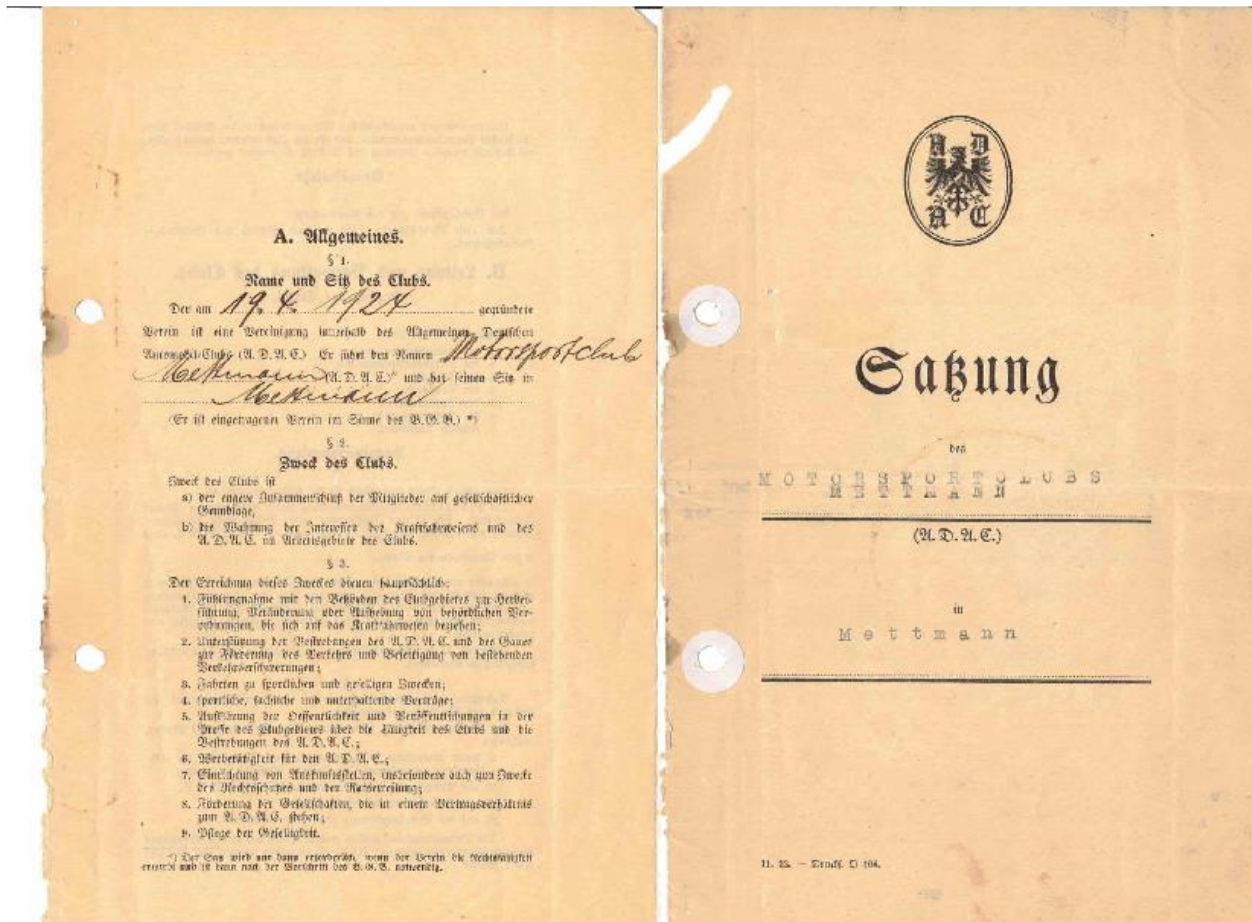 A. Allgemeines.
§ 1.
Name und Sitz des Clubs.
Der am 19. 4. 1924 gegründete
Verein ist eine Vereinigung innerhalb des Allgemeinen Deutschen
Automobil-Clubs (A.D.A.C.) Er führt den Namen Motorsportclub
Mettmann (A.D.A.C.)" und hat seinen Sitz in
Mettmann
(Er ist eingetragener Verein im Sinne des B.G.B.) *)
§ 2.
Zweck des Clubs.
Zweck des Clubs ist
a) der engere Zusammenschluß der Mitglieder auf gesellschaftlicher
Grundlage,
b) die Wahrung der Interessen des Kraftfahrwesens und des
A.D.A.C. im Arbeitsgebiete des Clubs.
§ 3.
Der Erreichung dieses Zweckes dienen hauptsächlich:
1. Fühlungnahme mit den Behörden des Clubgebietes zur Herbei-
führung, Veränderung oder Aufhebung von behördlichen Ver-
ordnungen, die sich auf das Kraftfahrwesen beziehen;
2. Unterstützung der Bestrebungen des A.D.A.C. und des Gaues
zur Förderung des Verkehrs und Beseitigung von bestehenden
Verkehrserschwerungen;
3. Fahrten zu sportlichen und geselligen Zwecken;
4. sportliche, fachliche und unterhaltende Vorträge;
5. Aufklärung der Oeffentlichkeit und Veröffentlichungen in der
Presse des Clubgebietes über die Tätigkeit des Clubs und die
Bestrebungen des A.D.A.C.;
6. Werbetätigkeit für den A.D.A.C.;
7. Einrichtung von Auskunftsstellen, insbesondere auch zum Zwecke
des Rechtsschutzes und der Raterteilung;
8. Förderung der Gesellschaften, die in einem Vertragsverhältnis
zum A.D.A.C. stehen;
9. Pflege der Geselligkeit.
*) Der Satz wird nur dann erforderlich, wenn der Verein die Rechtsfähigkeit
erwirbt und ist dann nach der Vorschrift des B.G.B. notwendig.
A D
A C
Satzung
des
MOTORSPORTCLUBS
METTMANN
(A.D.A.C.)
in
Mettmann
11. 23. — Drucks. D 104.